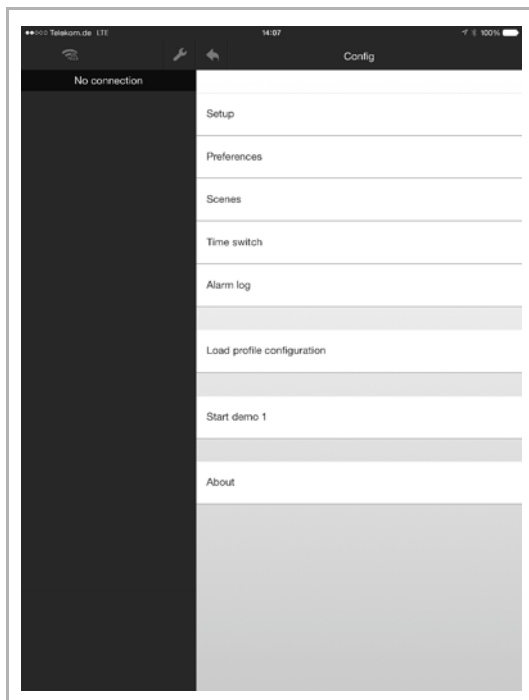 Telekom.de LTE 14:07 100%
Config
No connection
Setup
Preferences
Scenes
Time switch
Alarm log
Load profile configuration
Start demo 1
About